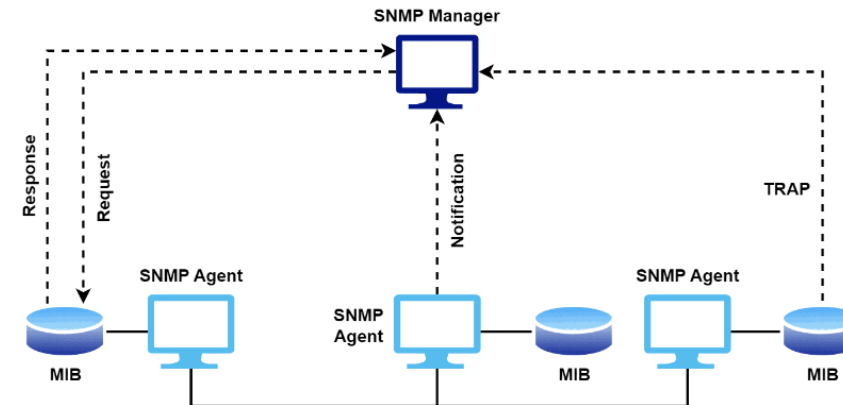 SNMP Manager
Response
Request
Notification
TRAP
SNMP Agent
SNMP
Agent
SNMP Agent
MIB
MIB
MIB